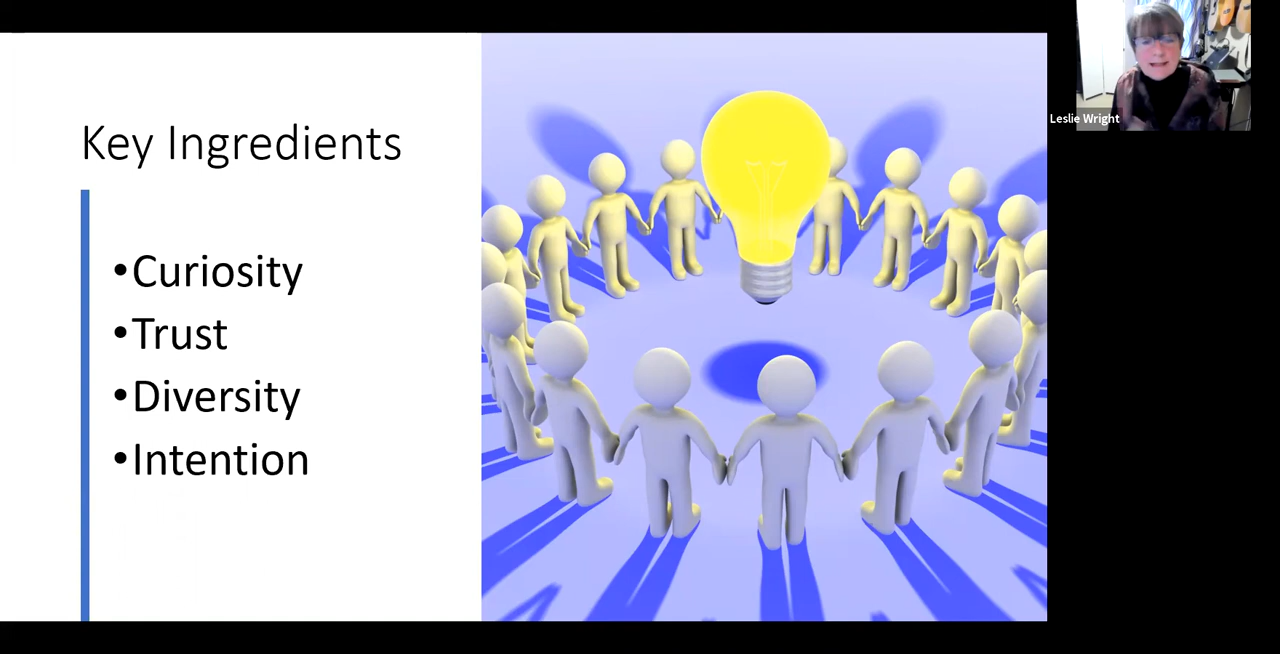 Key Ingredients
•Curiosity
•Trust
•Diversity
•Intention
Leslie Wright